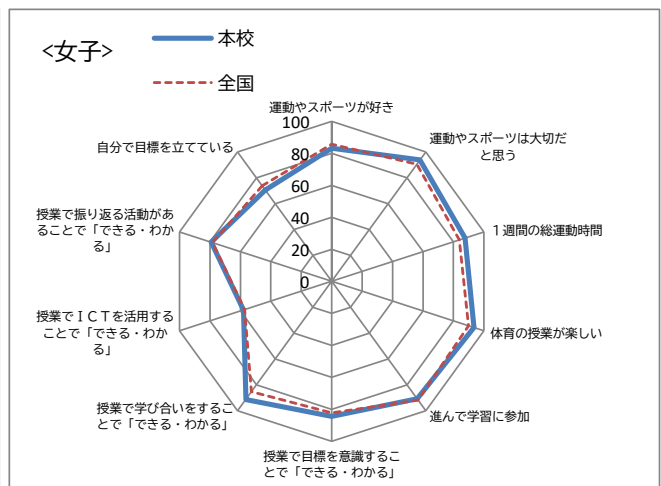 <女子>
本校
全国
運動やスポーツが好き
運動やスポーツは大切だ
と思う
１週間の総運動時間
体育の授業が楽しい
進んで学習に参加
授業で目標を意識するこ
とで「できる・わかる」
授業で学び合いをするこ
とで「できる・わかる」
授業でＩＣＴを活用する
ことで「できる・わか
る」
授業で振り返る活動があ
ることで「できる・わか
る」
自分で目標を立てている
100
80
60
40
20
0